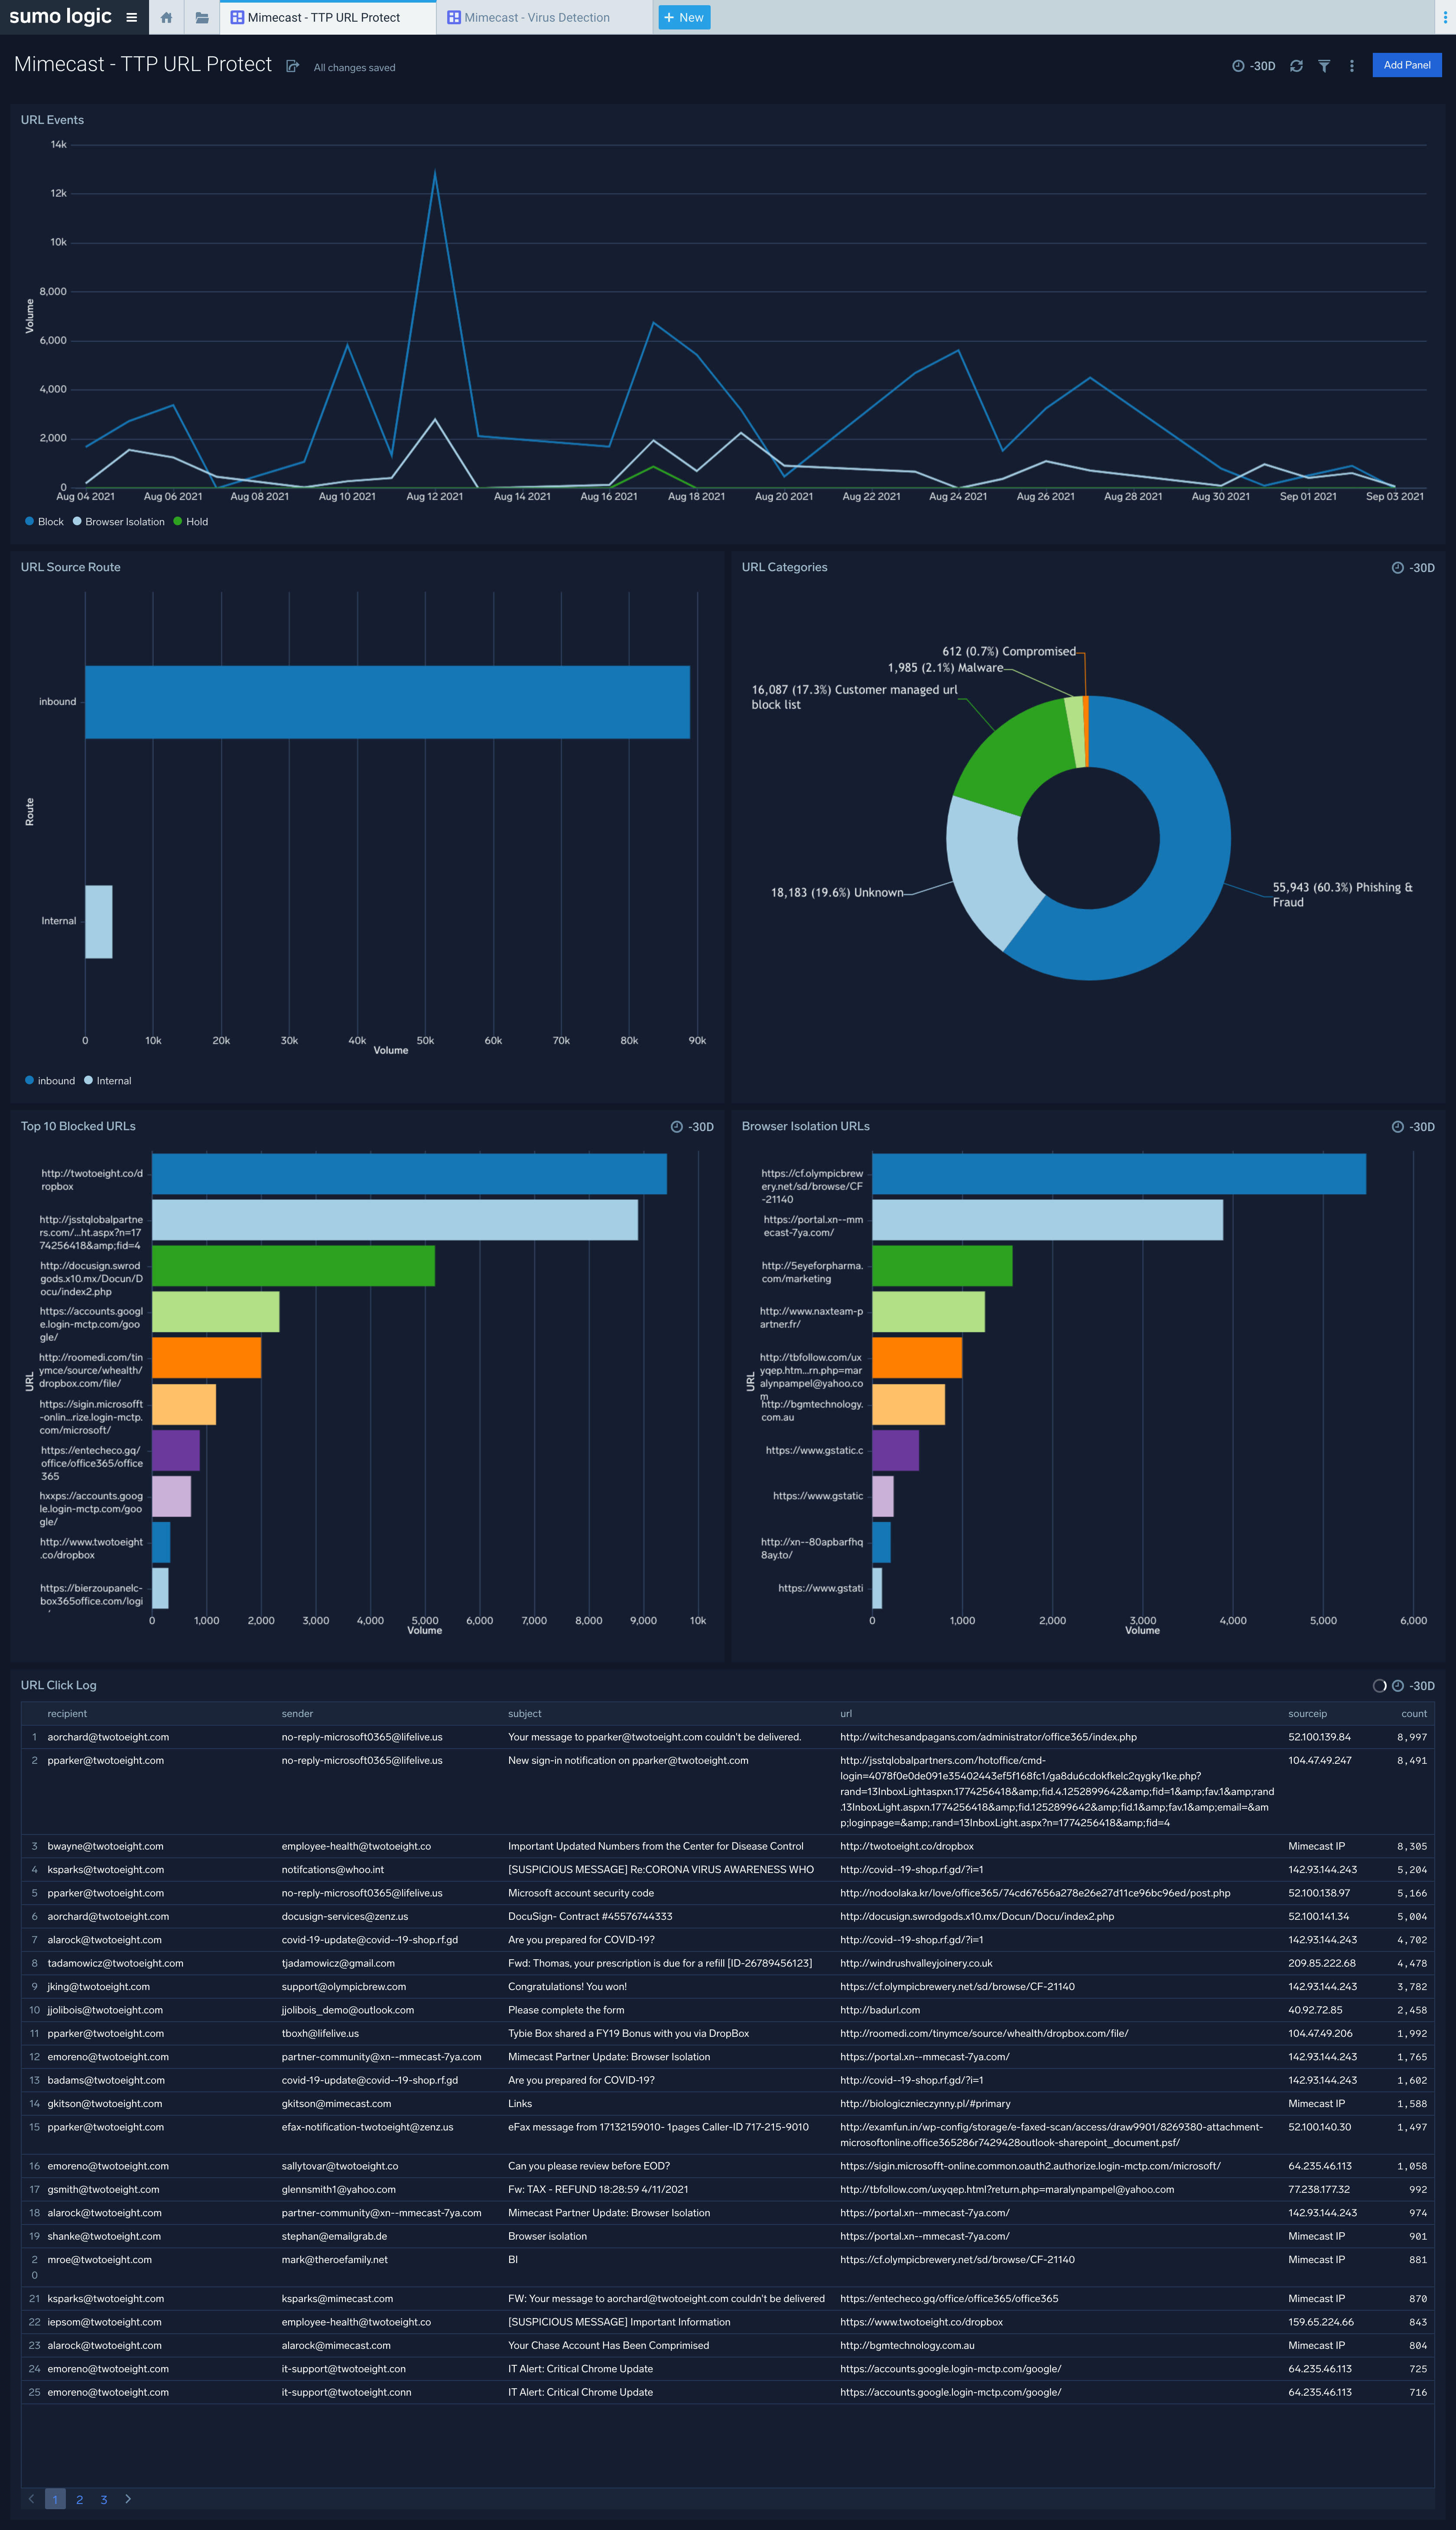 sumo logic
Mimecast - TTP URL Protect
Mimecast - Virus Detection
+ New
Mimecast - TTP URL Protect
All changes saved
-30D
Add Panel
URL Events
14k
12k
10k
8,000
6,000
4,000
2,000
0
Volume
Aug 04 2021 Aug 06 2021 Aug 08 2021 Aug 10 2021 Aug 12 2021 Aug 14 2021 Aug 16 2021 Aug 18 2021 Aug 20 2021 Aug 22 2021 Aug 24 2021 Aug 26 2021 Aug 28 2021 Aug 30 2021 Sep 01 2021 Sep 03 2021
Block Browser Isolation Hold
URL Source Route
inbound
Route
Internal
0 10k 20k 30k 40k 50k 60k 70k 80k 90k
Volume
inbound Internal
URL Categories
-30D
612 (0.7%) Compromised
1,985 (2.1%) Malware
16,087 (17.3%) Customer managed url
block list
18,183 (19.6%) Unknown
55,943 (60.3%) Phishing &
Fraud
Top 10 Blocked URLs
-30D
http://twotoeight.co/d
ropbox
http://jsstqlobalpartne
rs.com/...ht.aspx?n=17
74256418&amp;fid=4
http://docusign.swrod
gods.x10.mx/Docun/D
ocu/index2.php
https://accounts.googl
e.login-mctp.com/goo
gle/
http://roomedi.com/tin
ymce/source/whealth/
dropbox.com/file/
URL
https://sigin.microsofft
-onlin...rize.login-mctp.
com/microsoft/
https://entecheco.gq/
office/office365/office
365
hxxps://accounts.goog
le.login-mctp.com/goo
gle/
http://www.twotoeight
.co/dropbox
https://bierzoupanelc-
box365office.com/logi
0 1,000 2,000 3,000 4,000 5,000 6,000 7,000 8,000 9,000 10k
Volume
Browser Isolation URLs
-30D
https://cf.olympicbrew
ery.net/sd/browse/CF
-21140
https://portal.xn--mm
ecast-7ya.com/
http://5eyeforpharma.
com/marketing
http://www.naxteam-p
artner.fr/
http://tbfollow.com/ux
yqep.htm...rn.php=mar
alynpampel@yahoo.co
m
URL
http://bgmtechnology.
com.au
https://www.gstatic.c
https://www.gstatic
http://xn--80apbarfhq
8ay.to/
https://www.gstati
0 1,000 2,000 3,000 4,000 5,000 6,000
Volume
URL Click Log
-30D
recipient sender subject url sourceip count
1 aorchard@twotoeight.com no-reply-microsoft0365@lifelive.us Your message to pparker@twotoeight.com couldn't be delivered. http://witchesandpagans.com/administrator/office365/index.php 52.100.139.84 8,997
2 pparker@twotoeight.com no-reply-microsoft0365@lifelive.us New sign-in notification on pparker@twotoeight.com http://jsstqlobalpartners.com/hotoffice/cmd- 104.47.49.247 8,491
login=4078f0e0de091e35402443ef5f168fc1/ga8du6cdokfkelc2qygky1ke.php?
rand=13InboxLightaspxn.1774256418&amp;fid.4.1252899642&amp;fid=1&amp;fav.1&amp;rand
.13InboxLight.aspxn.1774256418&amp;fid.1252899642&amp;fid.1&amp;fav.1&amp;email=&am
p;loginpage=&amp;.rand=13InboxLight.aspx?n=1774256418&amp;fid=4
3 bwayne@twotoeight.com employee-health@twotoeight.co Important Updated Numbers from the Center for Disease Control http://twotoeight.co/dropbox Mimecast IP 8,305
4 ksparks@twotoeight.com notifcations@whoo.int [SUSPICIOUS MESSAGE] Re:CORONA VIRUS AWARENESS WHO http://covid--19-shop.rf.gd/?i=1 142.93.144.243 5,204
5 pparker@twotoeight.com no-reply-microsoft0365@lifelive.us Microsoft account security code http://nodoolaka.kr/love/office365/74cd67656a278e26e27d11ce96bc96ed/post.php 52.100.138.97 5,166
6 aorchard@twotoeight.com docusign-services@zenz.us DocuSign- Contract #45576744333 http://docusign.swrodgods.x10.mx/Docun/Docu/index2.php 52.100.141.34 5,004
7 alarock@twotoeight.com covid-19-update@covid--19-shop.rf.gd Are you prepared for COVID-19? http://covid--19-shop.rf.gd/?i=1 142.93.144.243 4,702
8 tadamowicz@twotoeight.com tjadamowicz@gmail.com Fwd: Thomas, your prescription is due for a refill [ID-26789456123] http://windrushvalleyjoinery.co.uk 209.85.222.68 4,478
9 jking@twotoeight.com support@olympicbrew.com Congratulations! You won! https://cf.olympicbrewery.net/sd/browse/CF-21140 142.93.144.243 3,782
10 jjolibois@twotoeight.com jjolibois_demo@outlook.com Please complete the form http://badurl.com 40.92.72.85 2,458
11 pparker@twotoeight.com tboxh@lifelive.us Tybie Box shared a FY19 Bonus with you via DropBox http://roomedi.com/tinymce/source/whealth/dropbox.com/file/ 104.47.49.206 1,992
12 emoreno@twotoeight.com partner-community@xn--mmecast-7ya.com Mimecast Partner Update: Browser Isolation https://portal.xn--mmecast-7ya.com/ 142.93.144.243 1,765
13 badams@twotoeight.com covid-19-update@covid--19-shop.rf.gd Are you prepared for COVID-19? http://covid--19-shop.rf.gd/?i=1 142.93.144.243 1,602
14 gkitson@twotoeight.com gkitson@mimecast.com Links http://biologicznieczynny.pl/#primary Mimecast IP 1,588
15 pparker@twotoeight.com efax-notification-twotoeight@zenz.us eFax message from 17132159010- 1pages Caller-ID 717-215-9010 http://examfun.in/wp-config/storage/e-faxed-scan/access/draw9901/8269380-attachment- 52.100.140.30 1,497
microsoftonline.office365286r7429428outlook-sharepoint_document.psf/
16 emoreno@twotoeight.com sallytovar@twotoeight.co Can you please review before EOD? https://sigin.microsofft-online.common.oauth2.authorize.login-mctp.com/microsoft/ 64.235.46.113 1,058
17 gsmith@twotoeight.com glennsmith1@yahoo.com Fw: TAX - REFUND 18:28:59 4/11/2021 http://tbfollow.com/uxyqep.html?return.php=maralynpampel@yahoo.com 77.238.177.32 992
18 alarock@twotoeight.com partner-community@xn--mmecast-7ya.com Mimecast Partner Update: Browser Isolation https://portal.xn--mmecast-7ya.com/ 142.93.144.243 974
19 shanke@twotoeight.com stephan@emailgrab.de Browser isolation https://portal.xn--mmecast-7ya.com/ Mimecast IP 901
20 mroe@twotoeight.com mark@theroefamily.net BI https://cf.olympicbrewery.net/sd/browse/CF-21140 Mimecast IP 881
21 ksparks@twotoeight.com ksparks@mimecast.com FW: Your message to aorchard@twotoeight.com couldn't be delivered https://entecheco.gq/office/office365/office365 Mimecast IP 870
22 iepsom@twotoeight.com employee-health@twotoeight.co [SUSPICIOUS MESSAGE] Important Information https://www.twotoeight.co/dropbox 159.65.224.66 843
23 alarock@twotoeight.com alarock@mimecast.com Your Chase Account Has Been Comprimised http://bgmtechnology.com.au Mimecast IP 804
24 emoreno@twotoeight.com it-support@twotoeight.con IT Alert: Critical Chrome Update https://accounts.google.login-mctp.com/google/ 64.235.46.113 725
25 emoreno@twotoeight.com it-support@twotoeight.conn IT Alert: Critical Chrome Update https://accounts.google.login-mctp.com/google/ 64.235.46.113 716
1 2 3